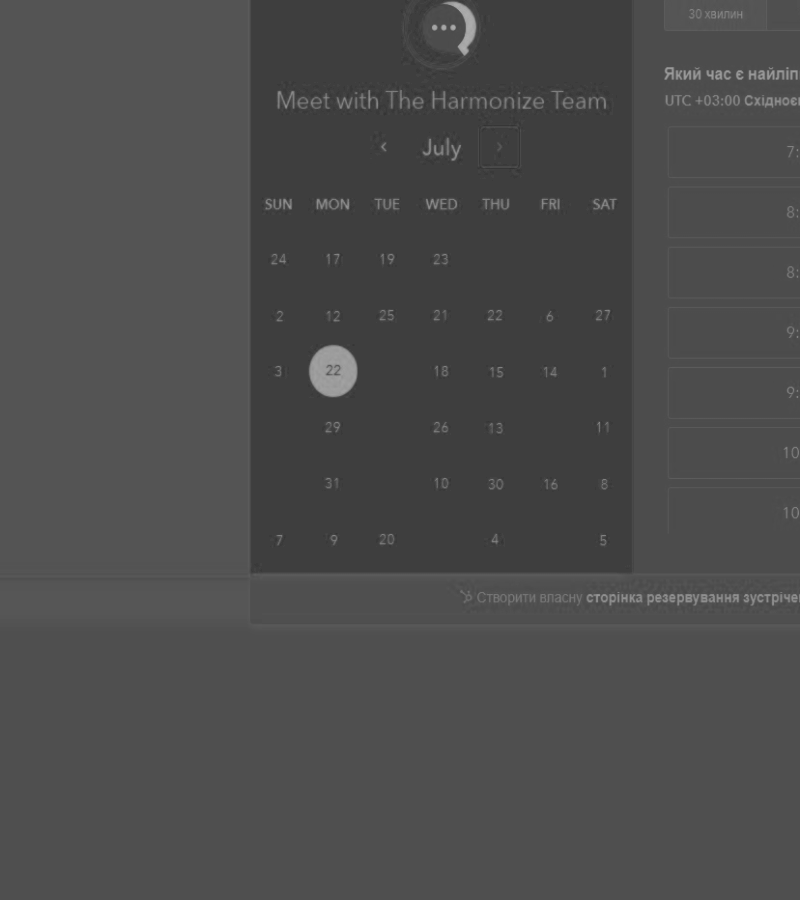 30 хвилин
Meet with The Harmonize Team
Який час є найліп
July
UTC +03:00 Східноє
SUN MON TUE WED THU FRI SAT
7:
8:
24 17 19 23
8:
2 12 25 21 22 6 27
9:
3 22 18 15 14 1
9:
29 26 13 11
10
31 10 30 16 8
10
7 9 20 4 5
Створити власну сторінка резервування зустріче